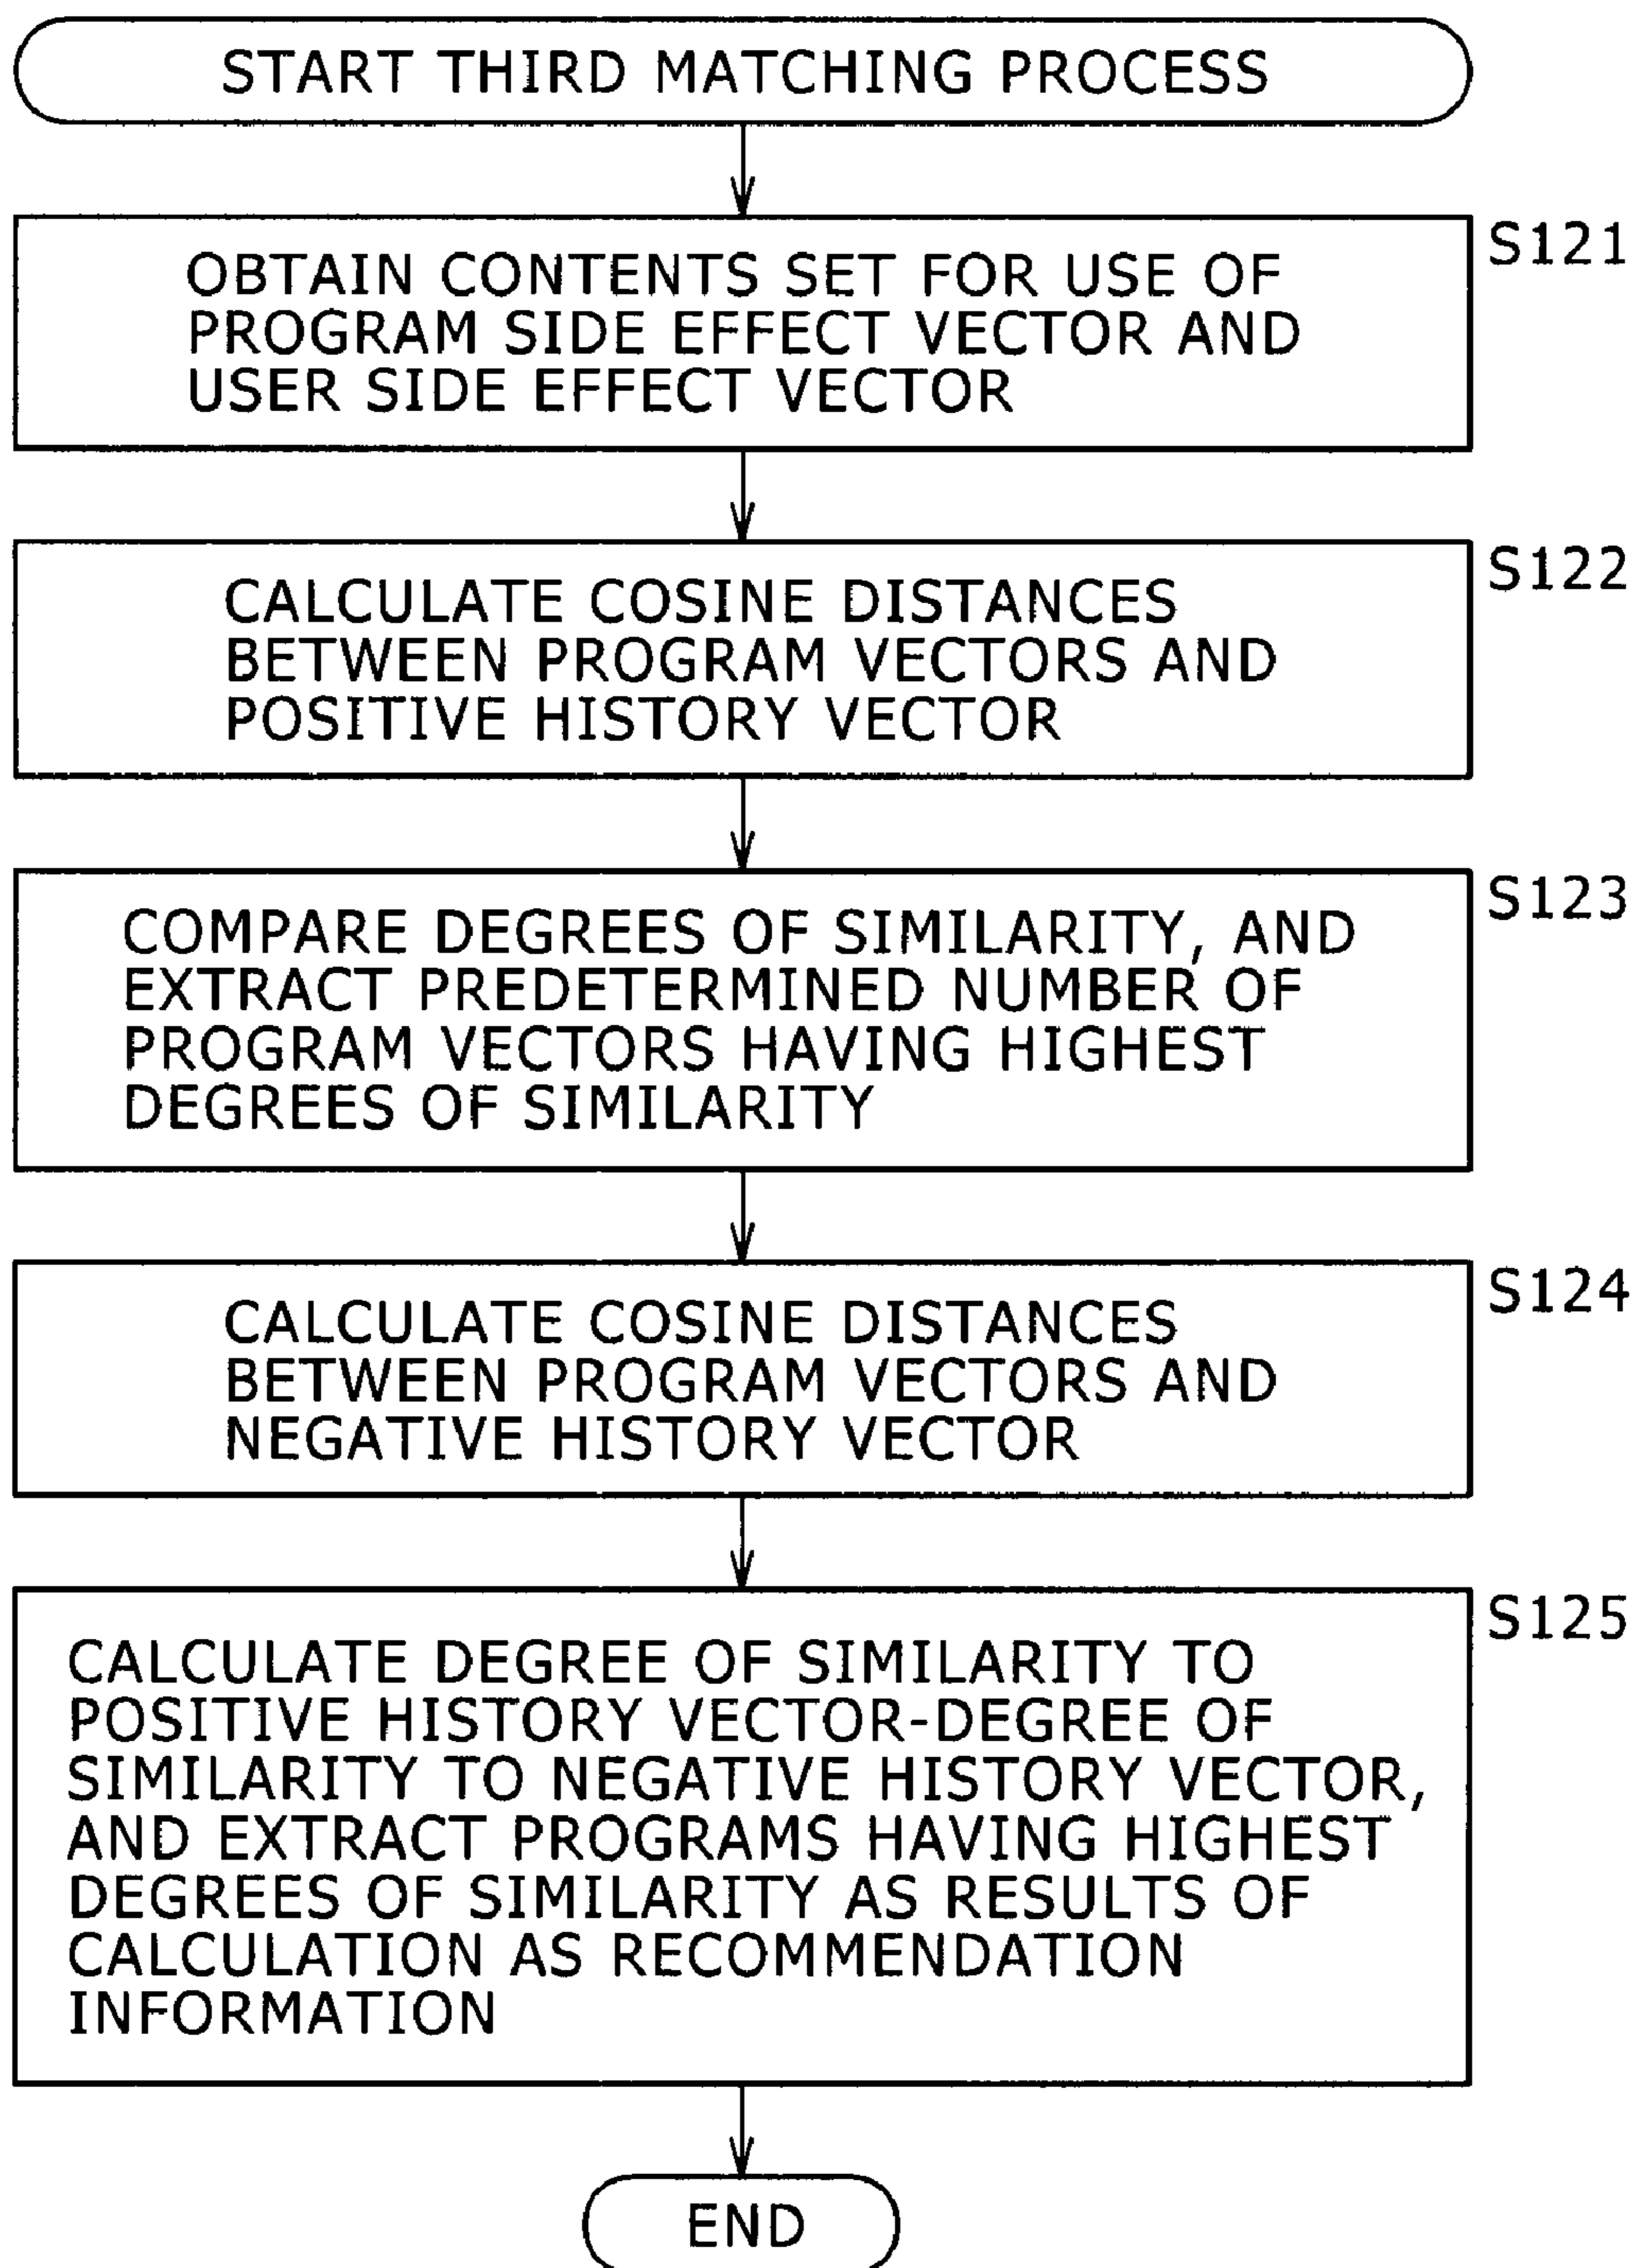 START THIRD MATCHING PROCESS
S121
OBTAIN CONTENTS SET FOR USE OF
PROGRAM SIDE EFFECT VECTOR AND
USER SIDE EFFECT VECTOR
S122
CALCULATE COSINE DISTANCES
BETWEEN PROGRAM VECTORS AND
POSITIVE HISTORY VECTOR
S123
COMPARE DEGREES OF SIMILARITY, AND
EXTRACT PREDETERMINED NUMBER OF
PROGRAM VECTORS HAVING HIGHEST
DEGREES OF SIMILARITY
S124
CALCULATE COSINE DISTANCES
BETWEEN PROGRAM VECTORS AND
NEGATIVE HISTORY VECTOR
S125
CALCULATE DEGREE OF SIMILARITY TO
POSITIVE HISTORY VECTOR-DEGREE OF
SIMILARITY TO NEGATIVE HISTORY VECTOR,
AND EXTRACT PROGRAMS HAVING HIGHEST
DEGREES OF SIMILARITY AS RESULTS OF
CALCULATION AS RECOMMENDATION
INFORMATION
END